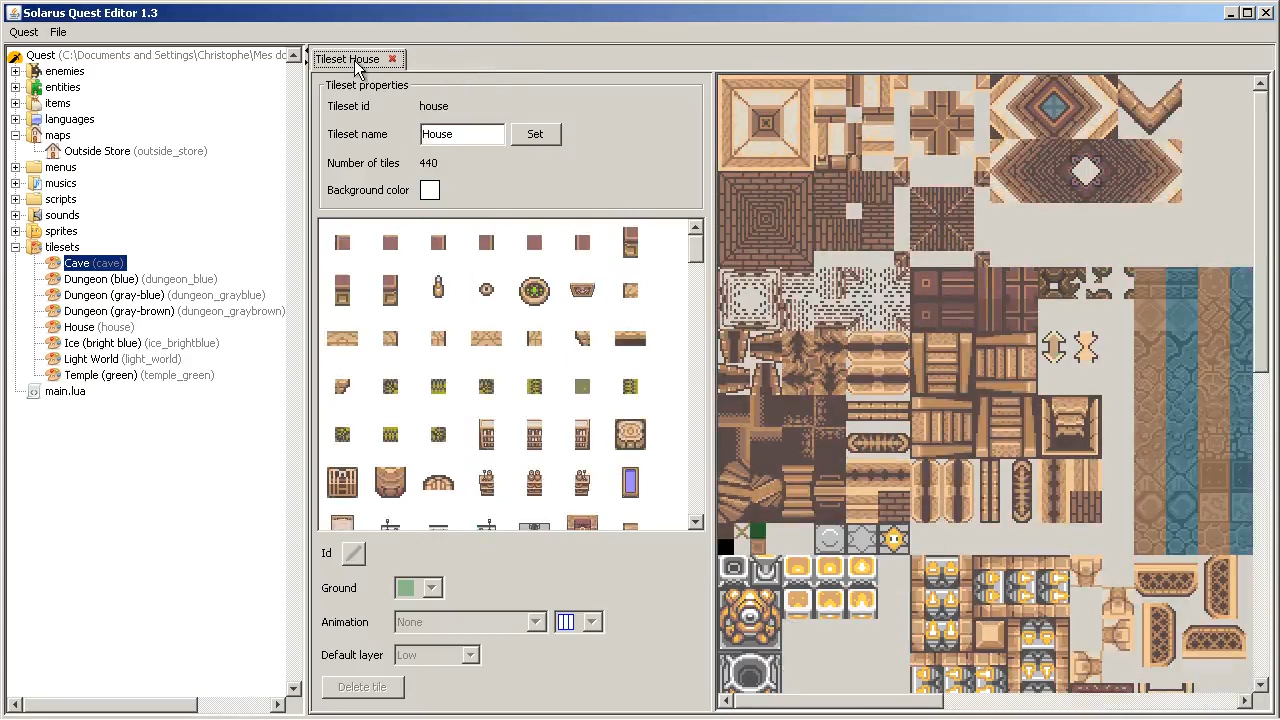 Solarus Quest Editor 1.3
Quest File
Quest (C:\Documents and Settings\Christophe\Mes do
enemies
items
languages
maps
Outside Store (outside_store)
menus
sounds
sprites
tilesets
Cave (cave)
Dungeon (blue) (dungeon_blue)
Dungeon (gray-blue) (dungeon_grayblue)
Dungeon (gray-brown) (dungeon_graybrown)
House (house)
Ice (bright blue) (ice_brightblue)
Light World (light_world)
Temple (green) (temple_green)
main.lua
Tileset House
Tileset properties
Tileset id house
Tileset name House Set
Number of tiles 440
Background color
Id
Ground
Animation None
Default layer Low
Delete tile